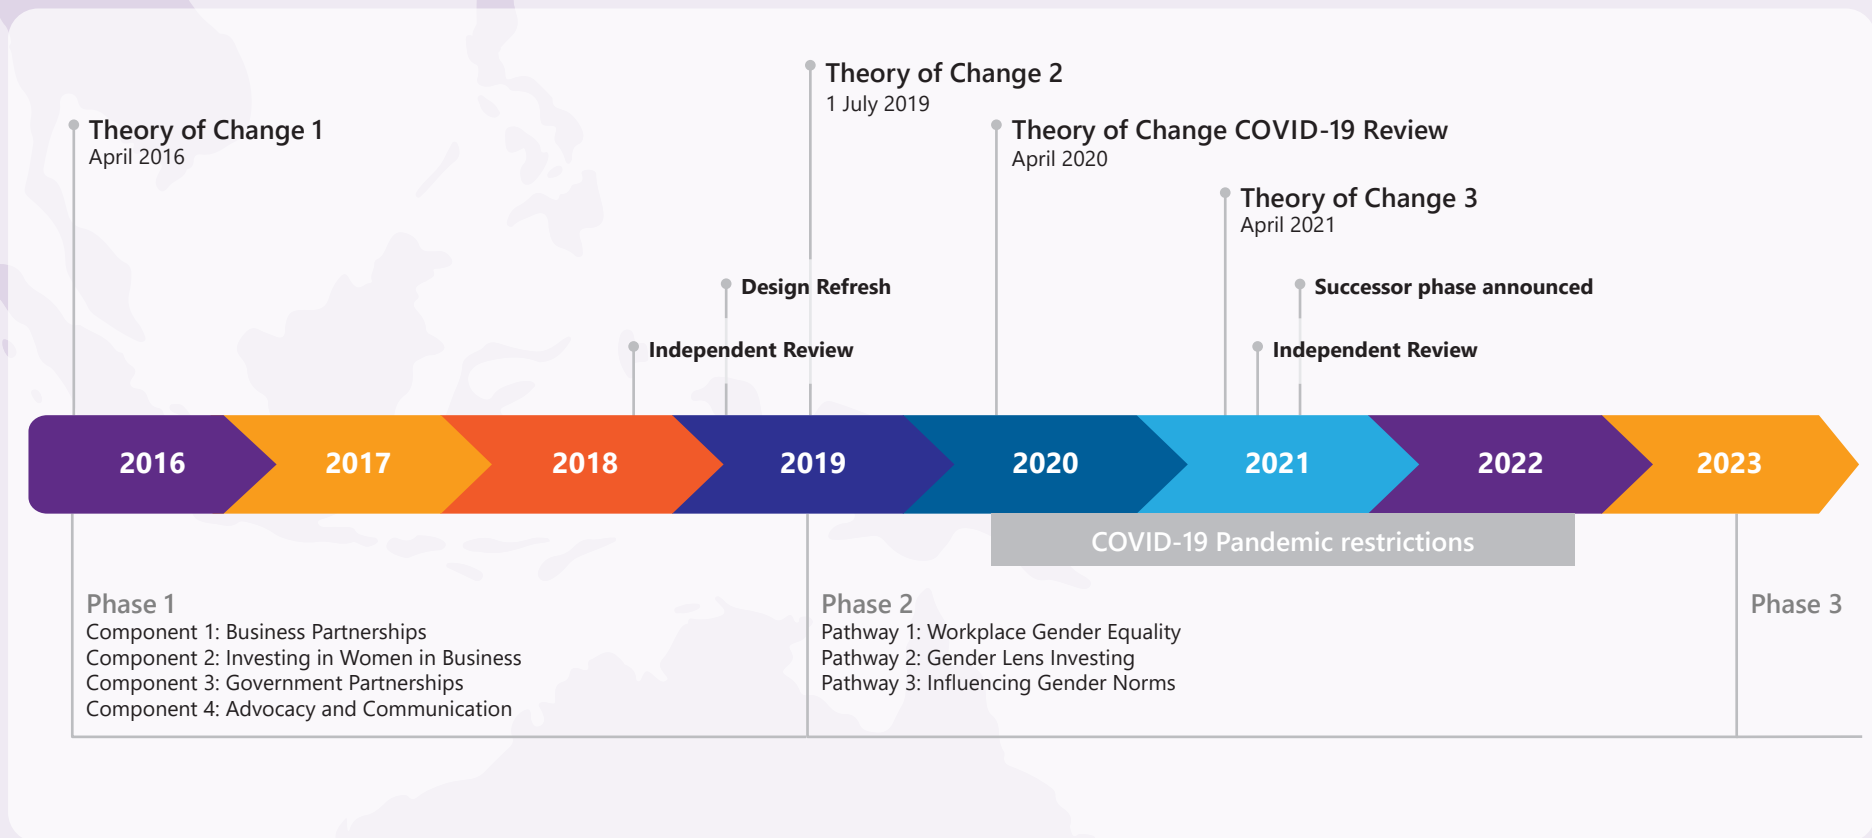 Theory of Change 1
April 2016
Theory of Change 2
1 July 2019
Theory of Change COVID-19 Review
April 2020
Theory of Change 3
April 2021
Design Refresh
Successor phase announced
Independent Review
Independent Review
2016
2017
2018
2019
2020
2021
2022
2023
COVID-19 Pandemic restrictions
Phase 1
Component 1: Business Partnerships
Component 2: Investing in Women in Business
Component 3: Government Partnerships
Component 4: Advocacy and Communication
Phase 2
Pathway 1: Workplace Gender Equality
Pathway 2: Gender Lens Investing
Pathway 3: Influencing Gender Norms
Phase 3